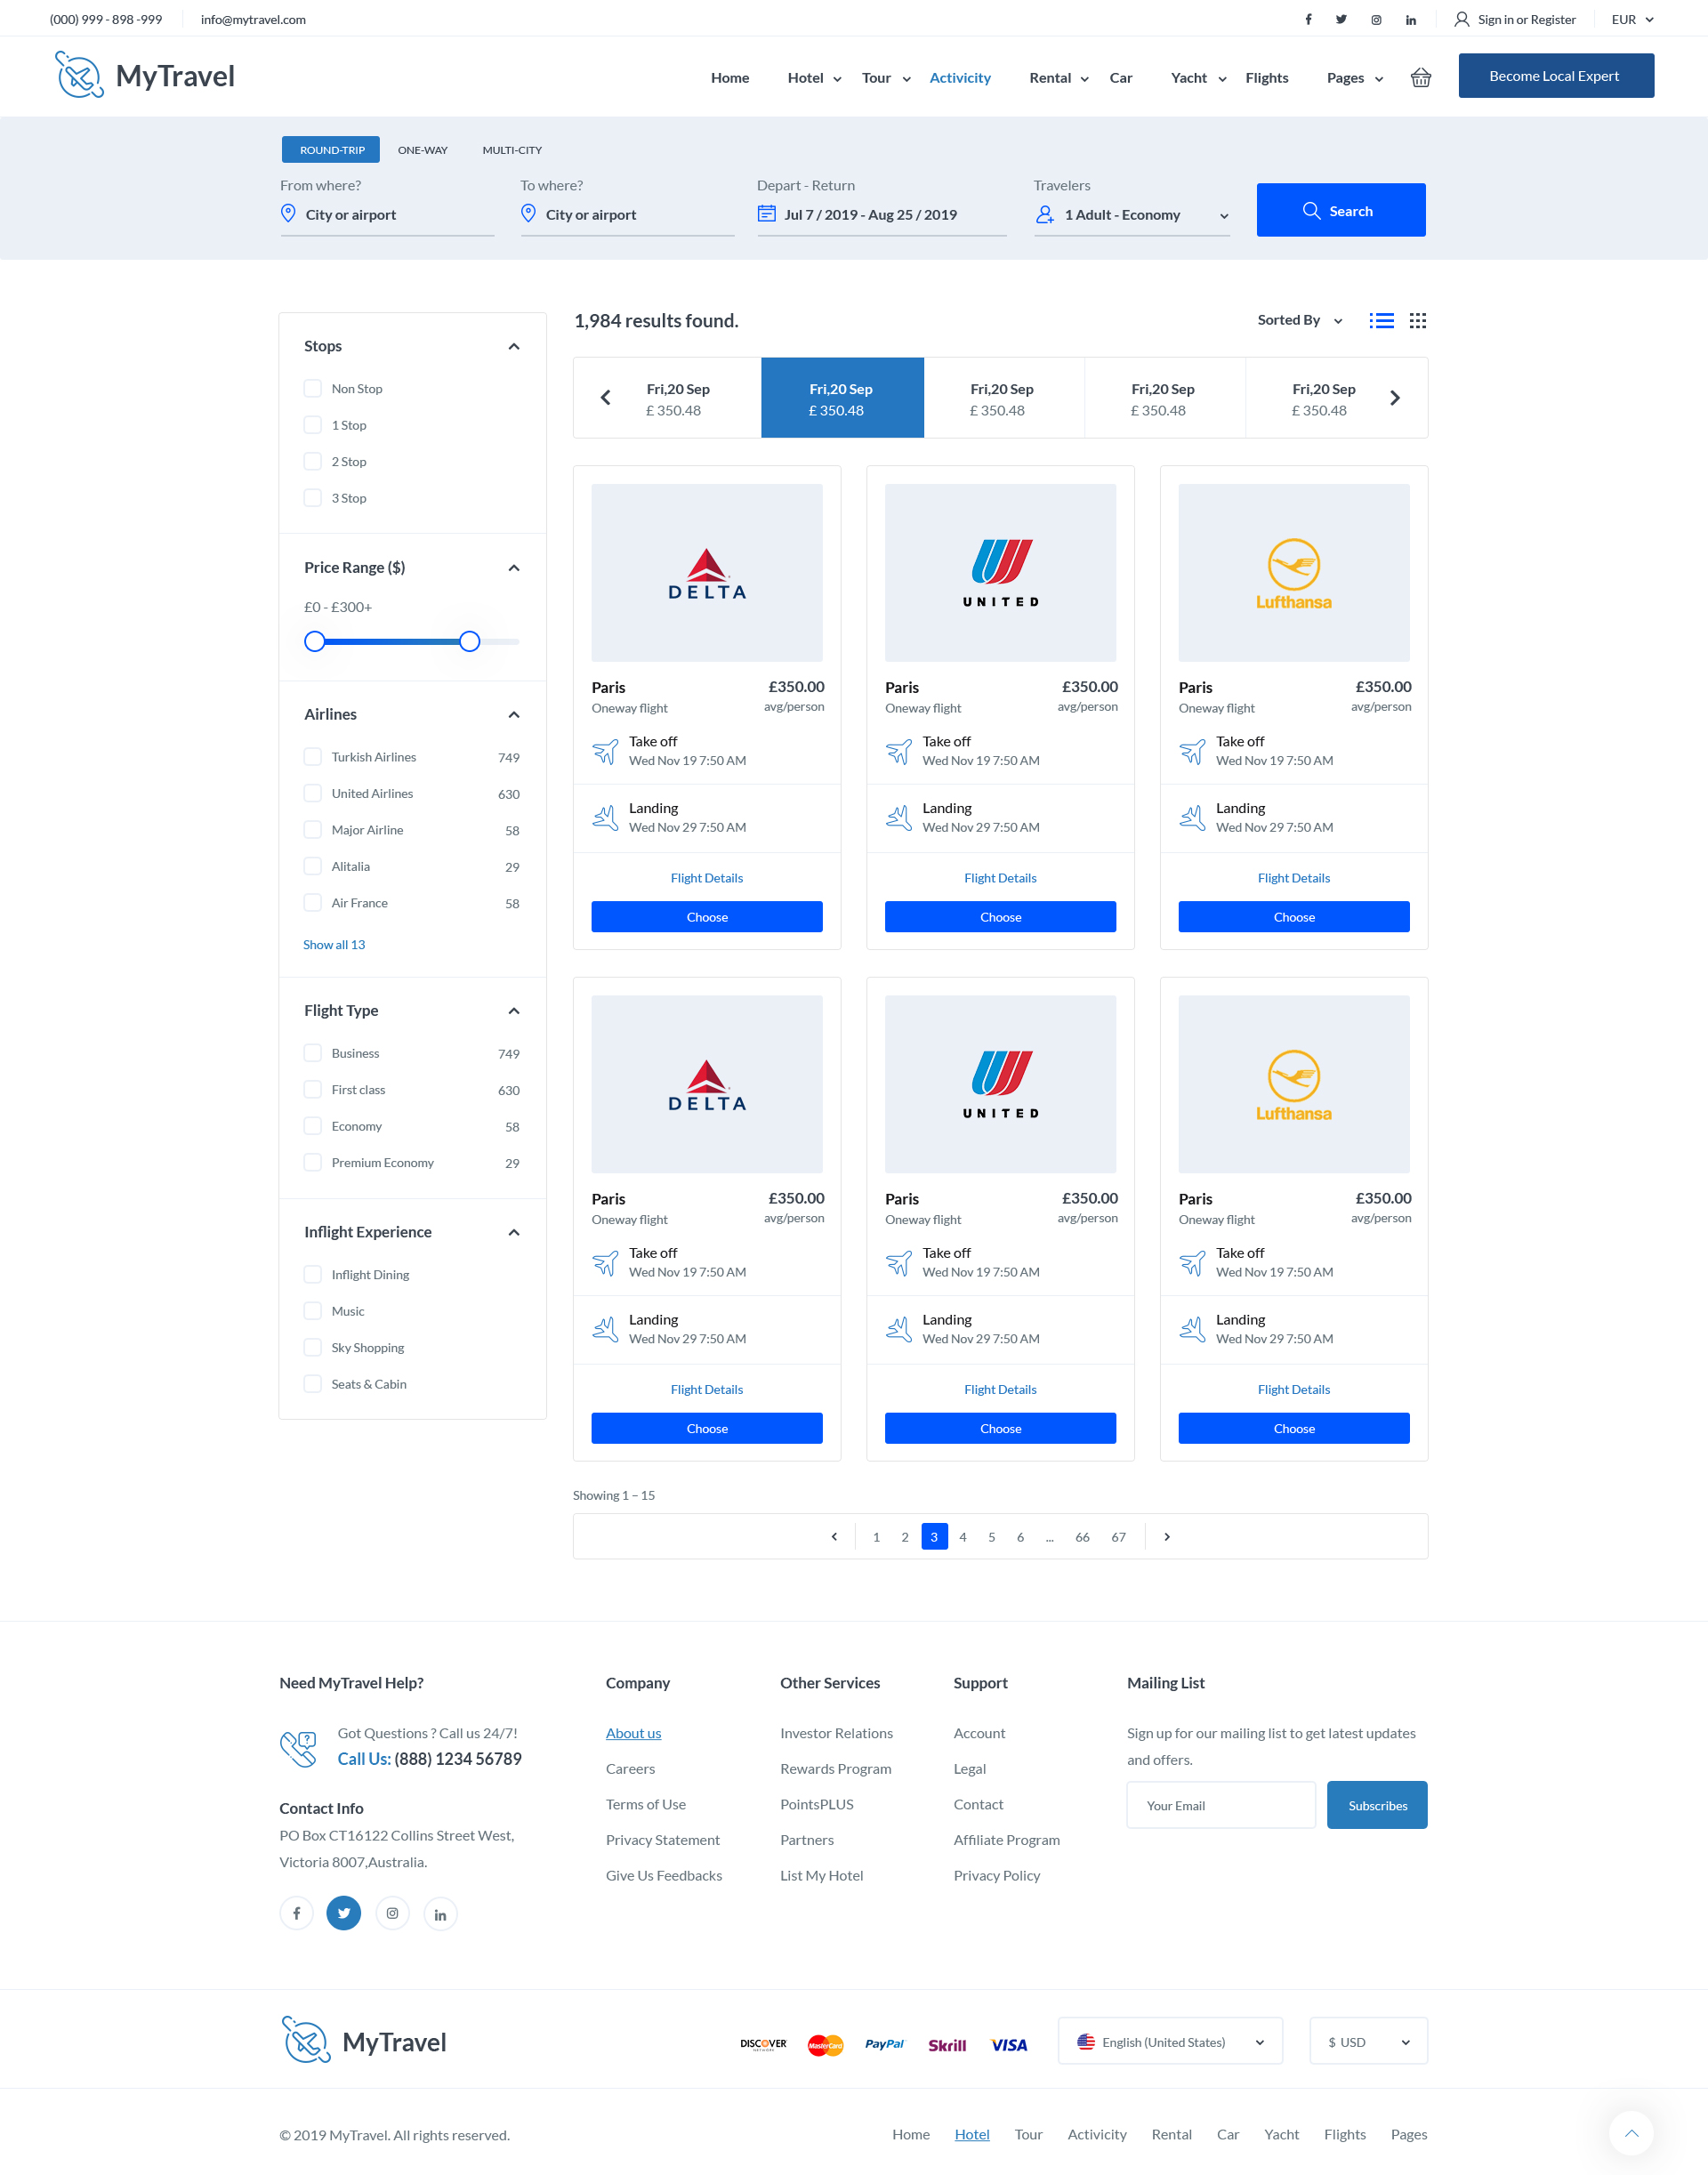 (000) 999 - 898 -999 info@mytravel.com Sign in or Register EUR
MyTravel Home Hotel Tour Activicity Rental Car Yacht Flights Pages Become Local Expert
ROUND-TRIP ONE-WAY MULTI-CITY
From where? To where? Depart - Return Travelers
City or airport City or airport Jul 7 / 2019 - Aug 25 / 2019 1 Adult - Economy Search
Stops
Non Stop
1 Stop
2 Stop
3 Stop
Price Range ($)
£0 - £300+
Airlines
Turkish Airlines 749
United Airlines 630
Major Airline 58
Alitalia 29
Air France 58
Show all 13
Flight Type
Business 749
First class 630
Economy 58
Premium Economy 29
Inflight Experience
Inflight Dining
Music
Sky Shopping
Seats & Cabin
1,984 results found. Sorted By
Fri,20 Sep Fri,20 Sep Fri,20 Sep Fri,20 Sep Fri,20 Sep
£ 350.48 £ 350.48 £ 350.48 £ 350.48 £ 350.48
DELTA UNITED Lufthansa
Paris £350.00 Paris £350.00 Paris £350.00
Oneway flight avg/person Oneway flight avg/person Oneway flight avg/person
Take off Take off Take off
Wed Nov 19 7:50 AM Wed Nov 19 7:50 AM Wed Nov 19 7:50 AM
Landing Landing Landing
Wed Nov 29 7:50 AM Wed Nov 29 7:50 AM Wed Nov 29 7:50 AM
Flight Details Flight Details Flight Details
Choose Choose Choose
DELTA UNITED Lufthansa
Paris £350.00 Paris £350.00 Paris £350.00
Oneway flight avg/person Oneway flight avg/person Oneway flight avg/person
Take off Take off Take off
Wed Nov 19 7:50 AM Wed Nov 19 7:50 AM Wed Nov 19 7:50 AM
Landing Landing Landing
Wed Nov 29 7:50 AM Wed Nov 29 7:50 AM Wed Nov 29 7:50 AM
Flight Details Flight Details Flight Details
Choose Choose Choose
Showing 1 – 15
1 2 3 4 5 6 ... 66 67
Need MyTravel Help?
Got Questions ? Call us 24/7!
Call Us: (888) 1234 56789
Contact Info
PO Box CT16122 Collins Street West,
Victoria 8007,Australia.
Company
About us
Careers
Terms of Use
Privacy Statement
Give Us Feedbacks
Other Services
Investor Relations
Rewards Program
PointsPLUS
Partners
List My Hotel
Support
Account
Legal
Contact
Affiliate Program
Privacy Policy
Mailing List
Sign up for our mailing list to get latest updates
and offers.
Your Email Subscribes
MyTravel DISCOVER NETWORK MasterCard PayPal Skrill VISA English (United States) $ USD
© 2019 MyTravel. All rights reserved. Home Hotel Tour Activicity Rental Car Yacht Flights Pages